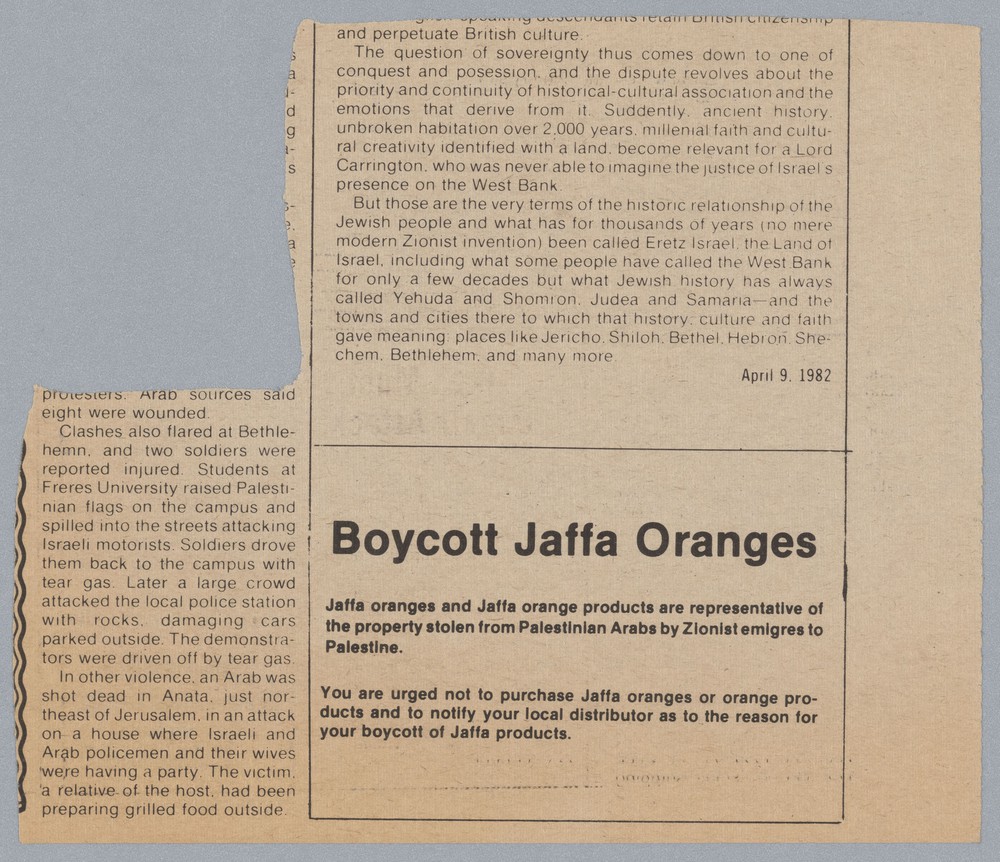 protesters. Arab sources said
eight were wounded.
Clashes also flared at Bethle-
hemn, and two soldiers were
reported injured. Students at
Freres University raised Palesti-
nian flags on the campus and
spilled into the streets attacking
Israeli motorists. Soldiers drove
them back to the campus with
tear gas. Later a large crowd
attacked the local police station
with rocks, damaging cars
parked outside. The demonstra-
tors were driven off by tear gas.
In other violence, an Arab was
shot dead in Anata, just nor-
theast of Jerusalem, in an attack
on a house where Israeli and
Arab policemen and their wives
were having a party. The victim,
a relative of the host, had been
preparing grilled food outside.
speaking descendants retain British citizenship
and perpetuate British culture.
The question of sovereignty thus comes down to one of
conquest and posession, and the dispute revolves about the
priority and continuity of historical-cultural association and the
emotions that derive from it. Suddenly, ancient history,
unbroken habitation over 2,000 years, millenial faith and cultu-
ral creativity identified with a land, become relevant for a Lord
Carrington, who was never able to imagine the justice of Israel's
presence on the West Bank.
But those are the very terms of the historic relationship of the
Jewish people and what has for thousands of years (no mere
modern Zionist invention) been called Eretz Israel, the Land of
Israel, including what some people have called the West Bank
for only a few decades but what Jewish history has always
called Yehuda and Shomron, Judea and Samaria—and the
towns and cities there to which that history, culture and faith
gave meaning: places like Jericho, Shiloh, Bethel, Hebron, She-
chem, Bethlehem, and many more.
April 9, 1982
Boycott Jaffa Oranges
Jaffa oranges and Jaffa orange products are representative of
the property stolen from Palestinian Arabs by Zionist emigres to
Palestine.
You are urged not to purchase Jaffa oranges or orange pro-
ducts and to notify your local distributor as to the reason for
your boycott of Jaffa products.